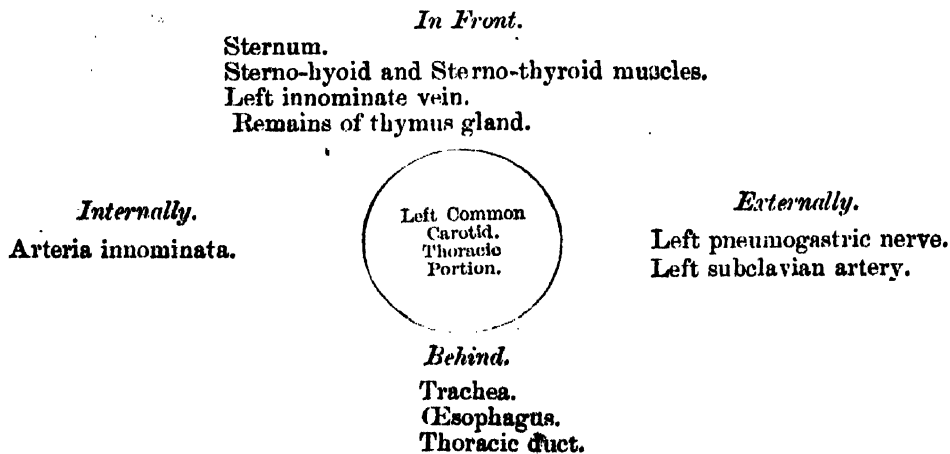 In Front.
Sternum.
Sterno-hyoid and Sterno-thyroid muscles.
Left innominate vein.
Remains of thymus gland.
Internally.
Arteria innominata.
Left Common
Carotid.
Thoracic
Portion.
Externally.
Left pneumogastric nerve.
Left subclavian artery.
Behind.
Trachea.
Œsophagus.
Thoracic duct.